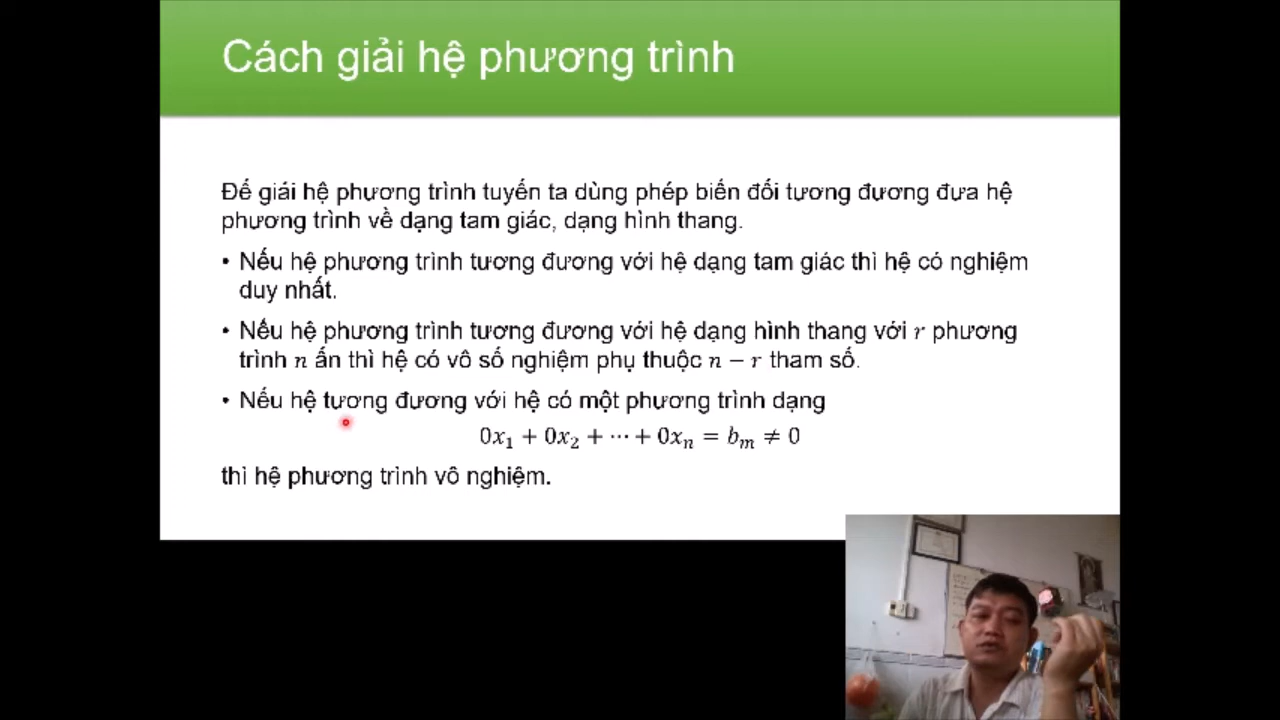 Cách giải hệ phương trình
Để giải hệ phương trình tuyến ta dùng phép biến đổi tương đương đưa hệ
phương trình về dạng tam giác, dạng hình thang.
• Nếu hệ phương trình tương đương với hệ dạng tam giác thì hệ có nghiệm
duy nhất.
• Nếu hệ phương trình tương đương với hệ dạng hình thang với r phương
trình n ẩn thì hệ có vô số nghiệm phụ thuộc n − r tham số.
• Nếu hệ tương đương với hệ có một phương trình dạng
0x₁ + 0x₂ + ⋯ + 0xₙ = bₘ ≠ 0
thì hệ phương trình vô nghiệm.